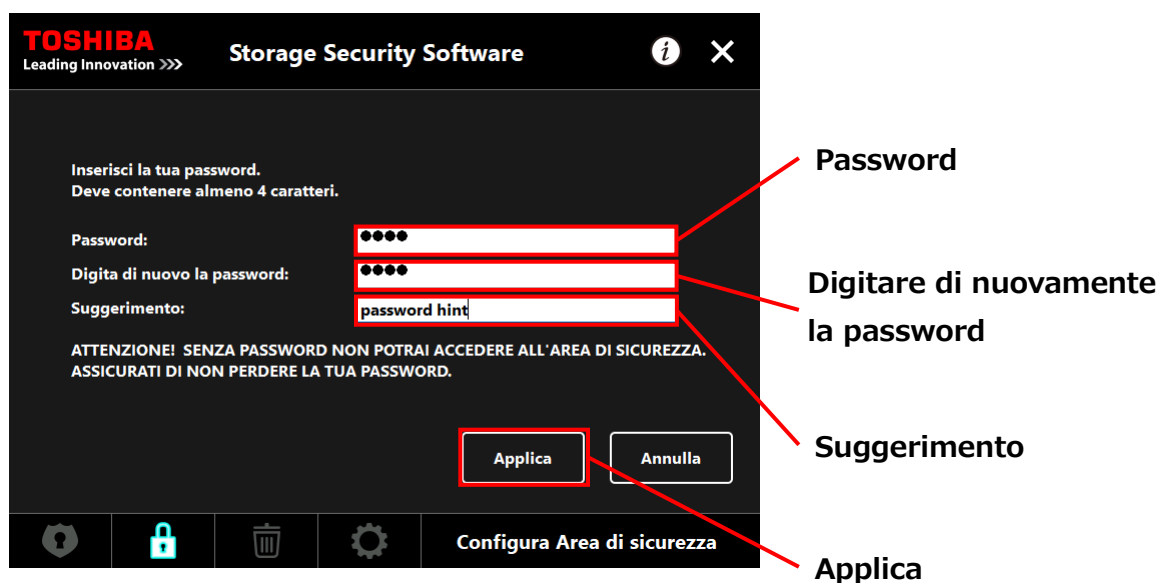 TOSHIBA
Leading Innovation >>>
Storage Security Software
i
Inserisci la tua password.
Deve contenere almeno 4 caratteri.
Password:
●●●●
Digita di nuovo la password:
●●●●
Suggerimento:
password hint
ATTENZIONE! SENZA PASSWORD NON POTRAI ACCEDERE ALL'AREA DI SICUREZZA.
ASSICURATI DI NON PERDERE LA TUA PASSWORD.
Applica
Annulla
Configura Area di sicurezza
Password
Digitare di nuovamente
la password
Suggerimento
Applica